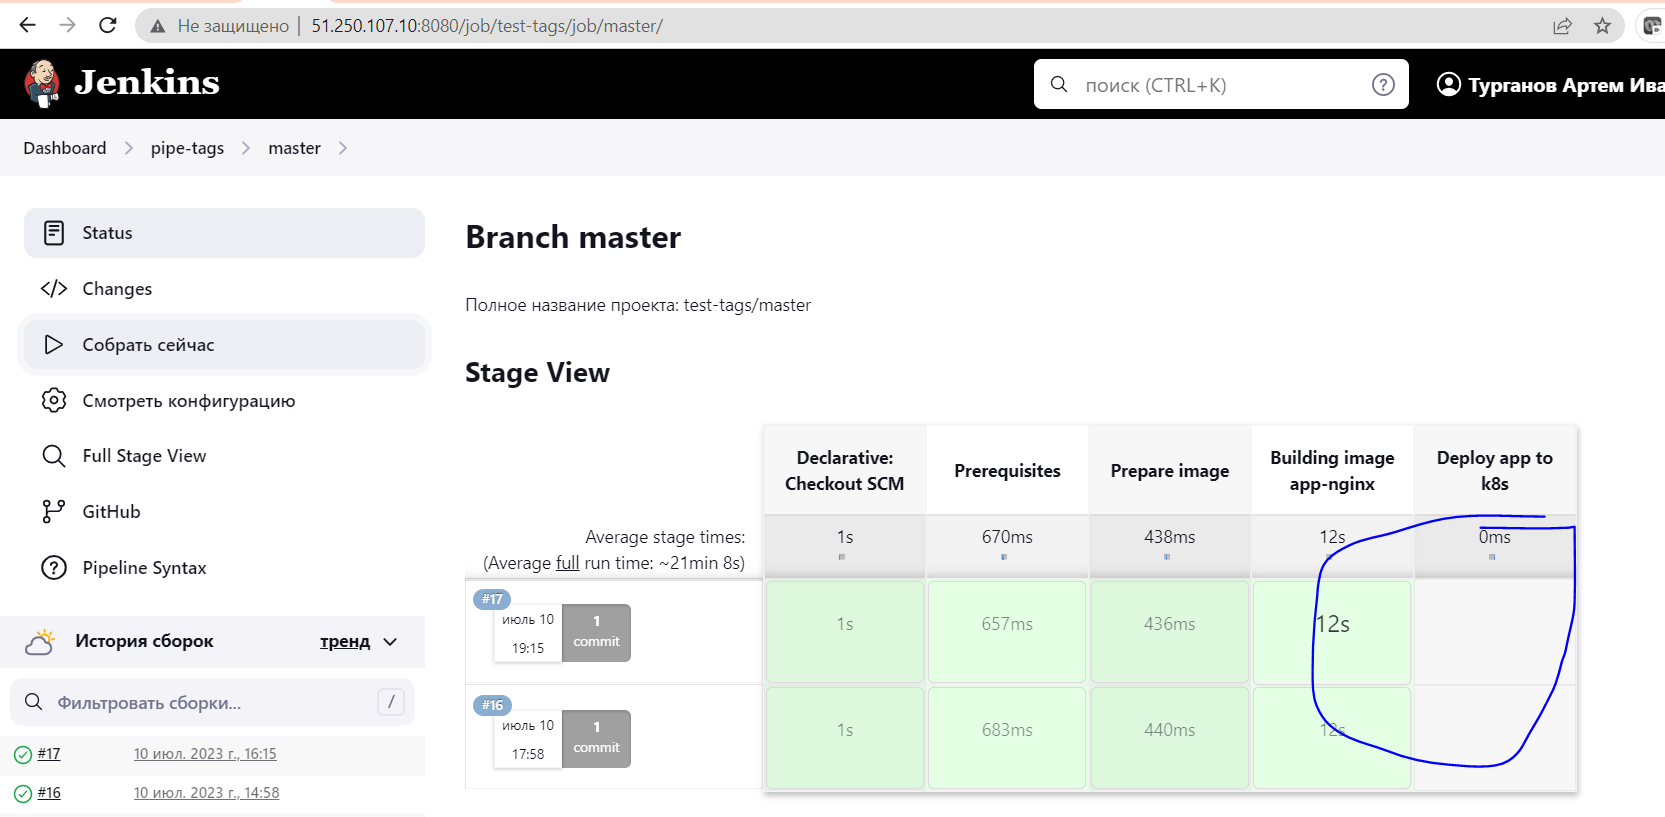 Не защищено | 51.250.107.10:8080/job/test-tags/job/master/
Jenkins
поиск (CTRL+K)
?
Турганов Артем Ива
Dashboard > pipe-tags > master >
Status
Changes
Собрать сейчас
Смотреть конфигурацию
Full Stage View
GitHub
Pipeline Syntax
История сборок
тренд
Фильтровать сборки...
/
#17 10 июл. 2023 г., 16:15
#16 10 июл. 2023 г., 14:58
Branch master
Полное название проекта: test-tags/master
Stage View
Declarative:
Checkout SCM
Prerequisites
Prepare image
Building image
app-nginx
Deploy app to
k8s
Average stage times:
(Average full run time: ~21min 8s)
1s
670ms
438ms
12s
0ms
#17
июль 10
19:15
1
commit
1s
657ms
436ms
12s
#16
июль 10
17:58
1
commit
1s
683ms
440ms
12s